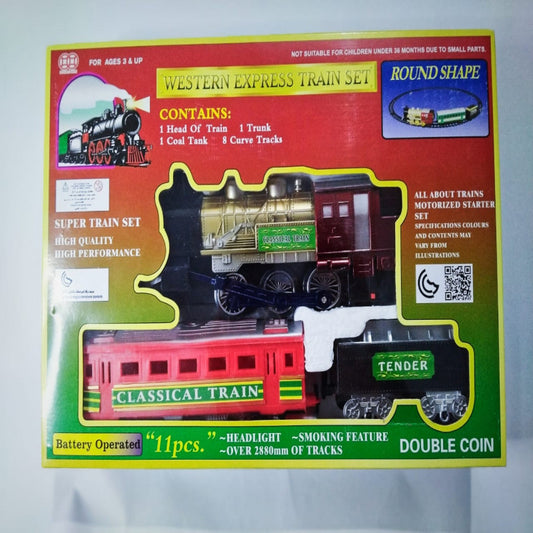 FOR AGES 3 & UP
NOT SUITABLE FOR CHILDREN UNDER 36 MONTHS DUE TO SMALL PARTS.
WESTERN EXPRESS TRAIN SET
ROUND SHAPE
CONTAINS:
1 Head Of Train 1 Trunk
1 Coal Tank 8 Curve Tracks
SUPER TRAIN SET
HIGH QUALITY
HIGH PERFORMANCE
ALL ABOUT TRAINS
MOTORIZED STARTER
SET
SPECIFICATIONS COLOURS
AND CONTENTS MAY
VARY FROM
ILLUSTRATIONS
CLASSICAL TRAIN
CLASSICAL TRAIN
TENDER
Battery Operated
"11pcs."
~HEADLIGHT ~SMOKING FEATURE
~OVER 2880mm OF TRACKS
DOUBLE COIN